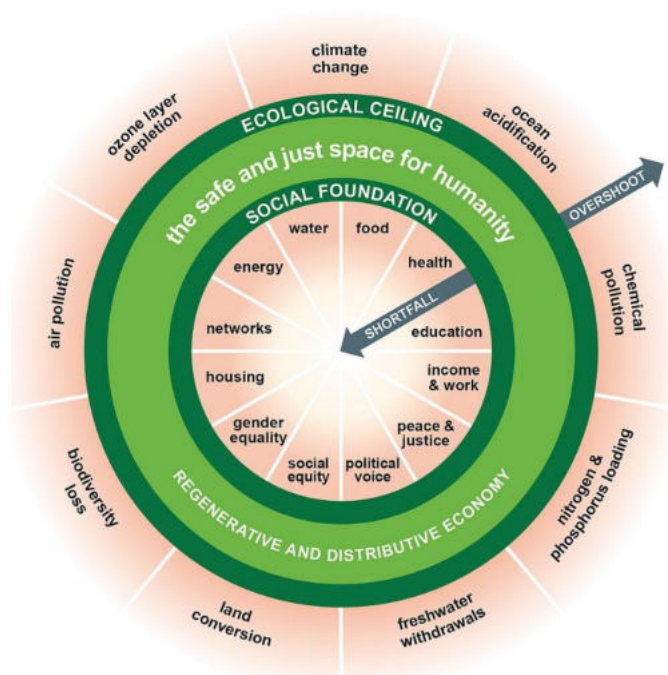 climate
change
ozone layer
depletion
ocean
acidification
ECOLOGICAL CEILING
the safe and just space for humanity
OVERSHOOT
SOCIAL FOUNDATION
water
food
energy
health
SHORTFALL
air pollution
chemical
pollution
networks
education
housing
income
& work
gender
equality
peace &
justice
social
equity
political
voice
biodiversity
loss
nitrogen &
phosphorus loading
REGENERATIVE AND DISTRIBUTIVE ECONOMY
land
conversion
freshwater
withdrawals